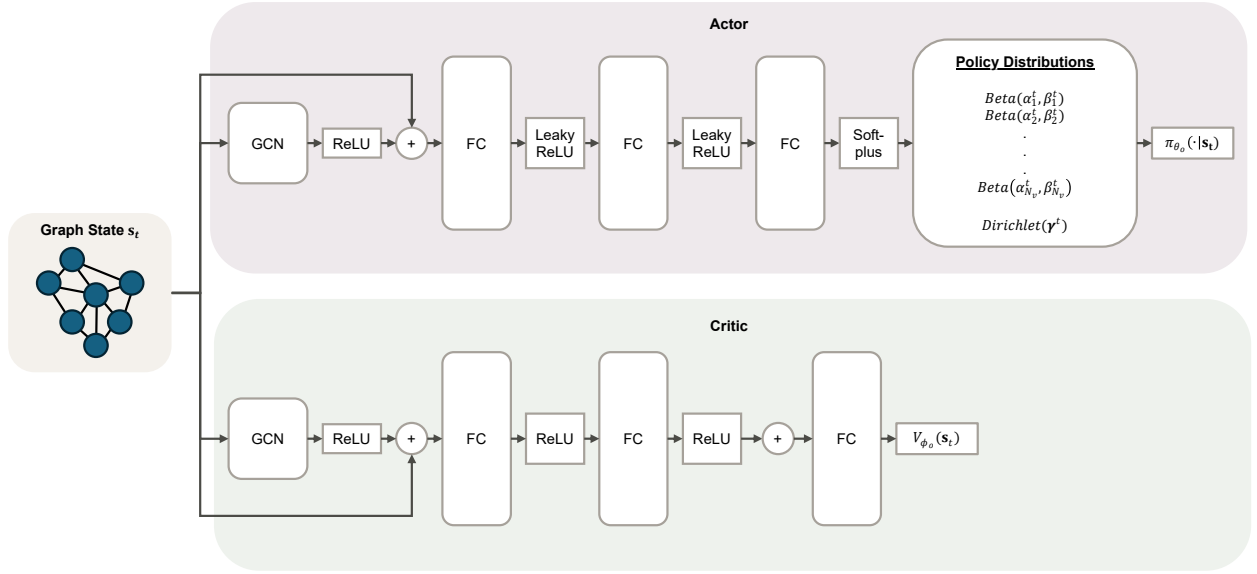 Actor
GCN
ReLU
+
FC
Leaky
ReLU
FC
Leaky
ReLU
FC
Soft-
plus
Policy Distributions
Beta(α₁ᵗ, β₁ᵗ)
Beta(α₂ᵗ, β₂ᵗ)
.
.
.
Beta(α_{N_v}^t, β_{N_v}^t)
Dirichlet(γᵗ)
π_{θ_o}(·|s_t)
Graph State s_t
Critic
GCN
ReLU
+
FC
ReLU
FC
ReLU
+
FC
V_{ϕ_o}(s_t)